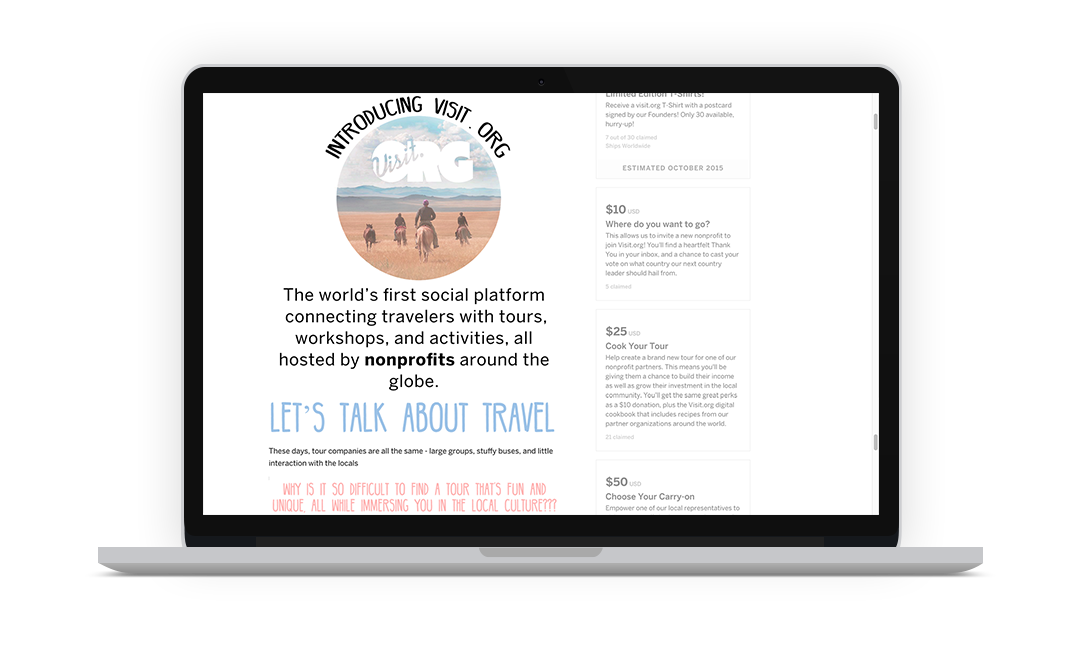 INTRODUCING VISIT.ORG
Visit.
ORG
The world's first social platform
connecting travelers with tours,
workshops, and activities, all
hosted by nonprofits around the
globe.
LET'S TALK ABOUT TRAVEL
These days, tour companies are all the same - large groups, stuffy buses, and little
interaction with the locals
WHY IS IT SO DIFFICULT TO FIND A TOUR THAT'S FUN AND
UNIQUE, ALL WHILE IMMERSING YOU IN THE LOCAL CULTURE???
Limited Edition T-Shirts!
Receive a visit.org T-Shirt with a postcard
signed by our Founders! Only 30 available,
hurry-up!
7 out of 30 claimed
Ships Worldwide
ESTIMATED OCTOBER 2015
$10 USD
Where do you want to go?
This allows us to invite a new nonprofit to
join Visit.org! You'll find a heartfelt Thank
You in your inbox, and a chance to cast your
vote on what country our next country
leader should hail from.
5 claimed
$25 USD
Cook Your Tour
Help create a brand new tour for one of our
nonprofit partners. This means you'll be
giving them a chance to build their income
as well as grow their investment in the local
community. You'll get the same great perks
as a $10 donation, plus the Visit.org digital
cookbook that includes recipes from our
partner organizations around the world.
21 claimed
$50 USD
Choose Your Carry-on
Empower one of our local representatives to